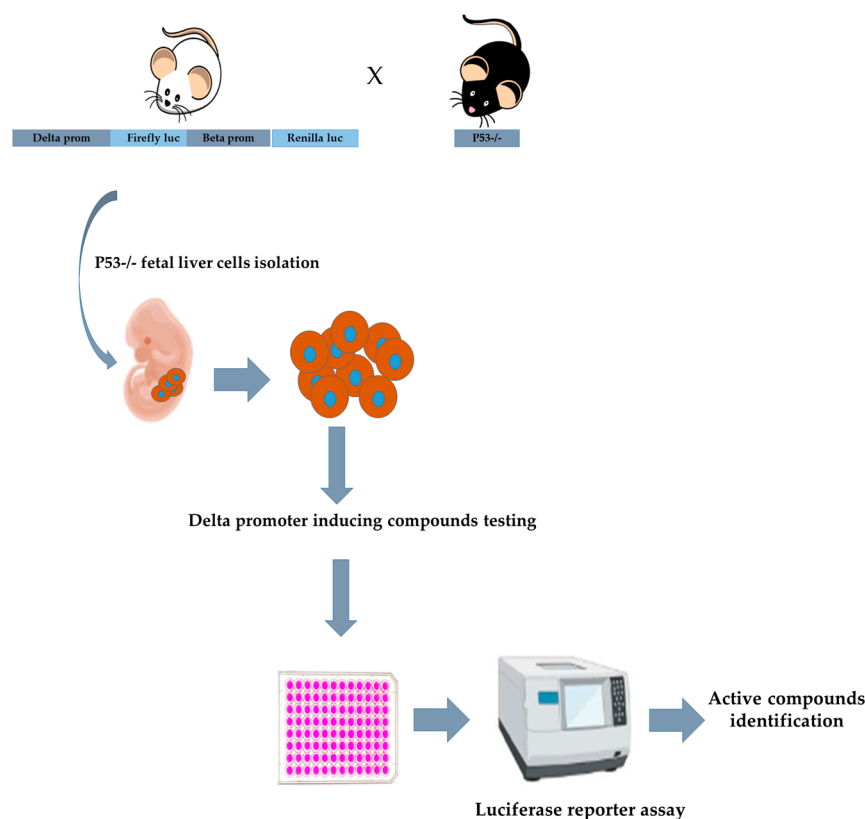 X
Delta prom Firefly luc Beta prom Renilla luc P53-/-
P53-/- fetal liver cells isolation
Delta promoter inducing compounds testing
Active compounds
identification
Luciferase reporter assay